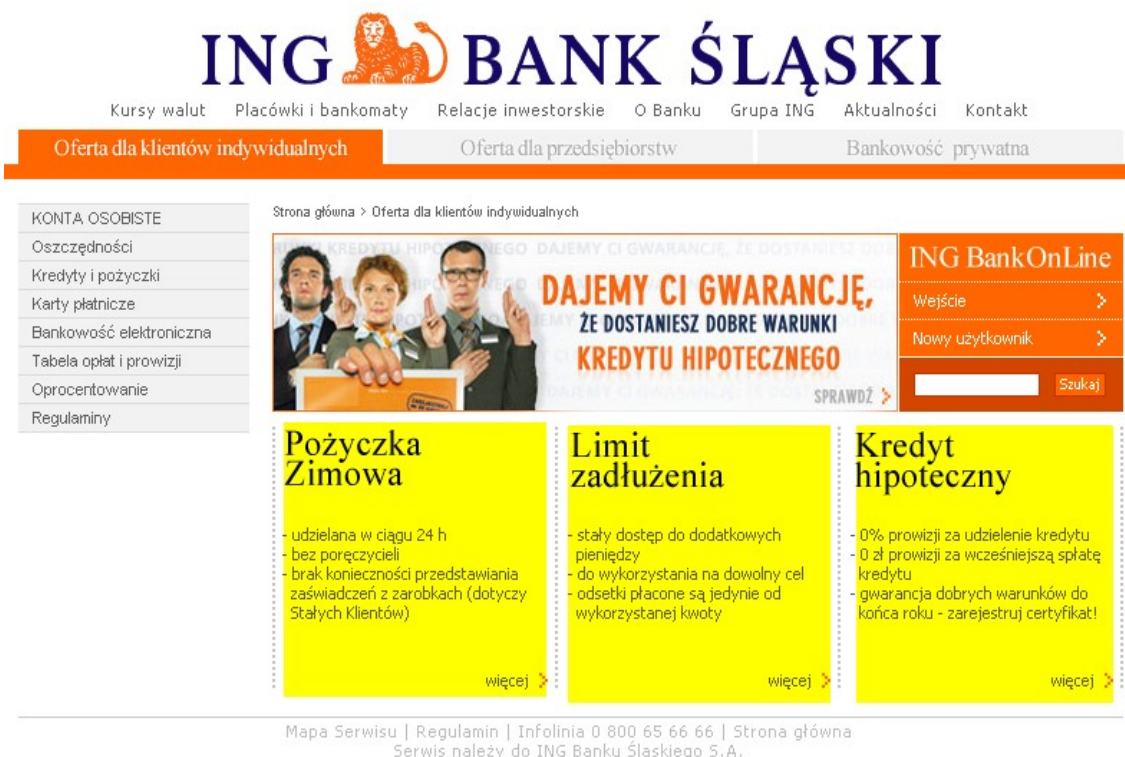 ING BANK ŚLĄSKI
Kursy walut Placówki i bankomaty Relacje inwestorskie O Banku Grupa ING Aktualności Kontakt
Oferta dla klientów indywidualnych Oferta dla przedsiębiorstw Bankowość prywatna
KONTA OSOBISTE
Oszczędności
Kredyty i pożyczki
Karty płatnicze
Bankowość elektroniczna
Tabela opłat i prowizji
Oprocentowanie
Regulaminy
Strona główna > Oferta dla klientów indywidualnych
DAJEMY CI GWARANCJĘ,
ŻE DOSTANIESZ DOBRE WARUNKI
KREDYTU HIPOTECZNEGO
SPRAWDŹ >
ING BankOnLine
Wejście >
Nowy użytkownik >
Szukaj
Pożyczka
Zimowa
- udzielana w ciągu 24 h
- bez poręczycieli
- brak konieczności przedstawiania
zaświadczeń z zarobkach (dotyczy
Stałych Klientów)
więcej >
Limit
zadłużenia
- stały dostęp do dodatkowych
pieniędzy
- do wykorzystania na dowolny cel
- odsetki płacone są jedynie od
wykorzystanej kwoty
więcej >
Kredyt
hipoteczny
- 0% prowizji za udzielenie kredytu
- 0 zł prowizji za wcześniejszą spłatę
kredytu
- gwarancja dobrych warunków do
końca roku - zarejestruj certyfikat!
więcej >
Mapa Serwisu | Regulamin | Infolinia 0 800 65 66 66 | Strona główna
Serwis należy do ING Banku Śląskiego S.A.